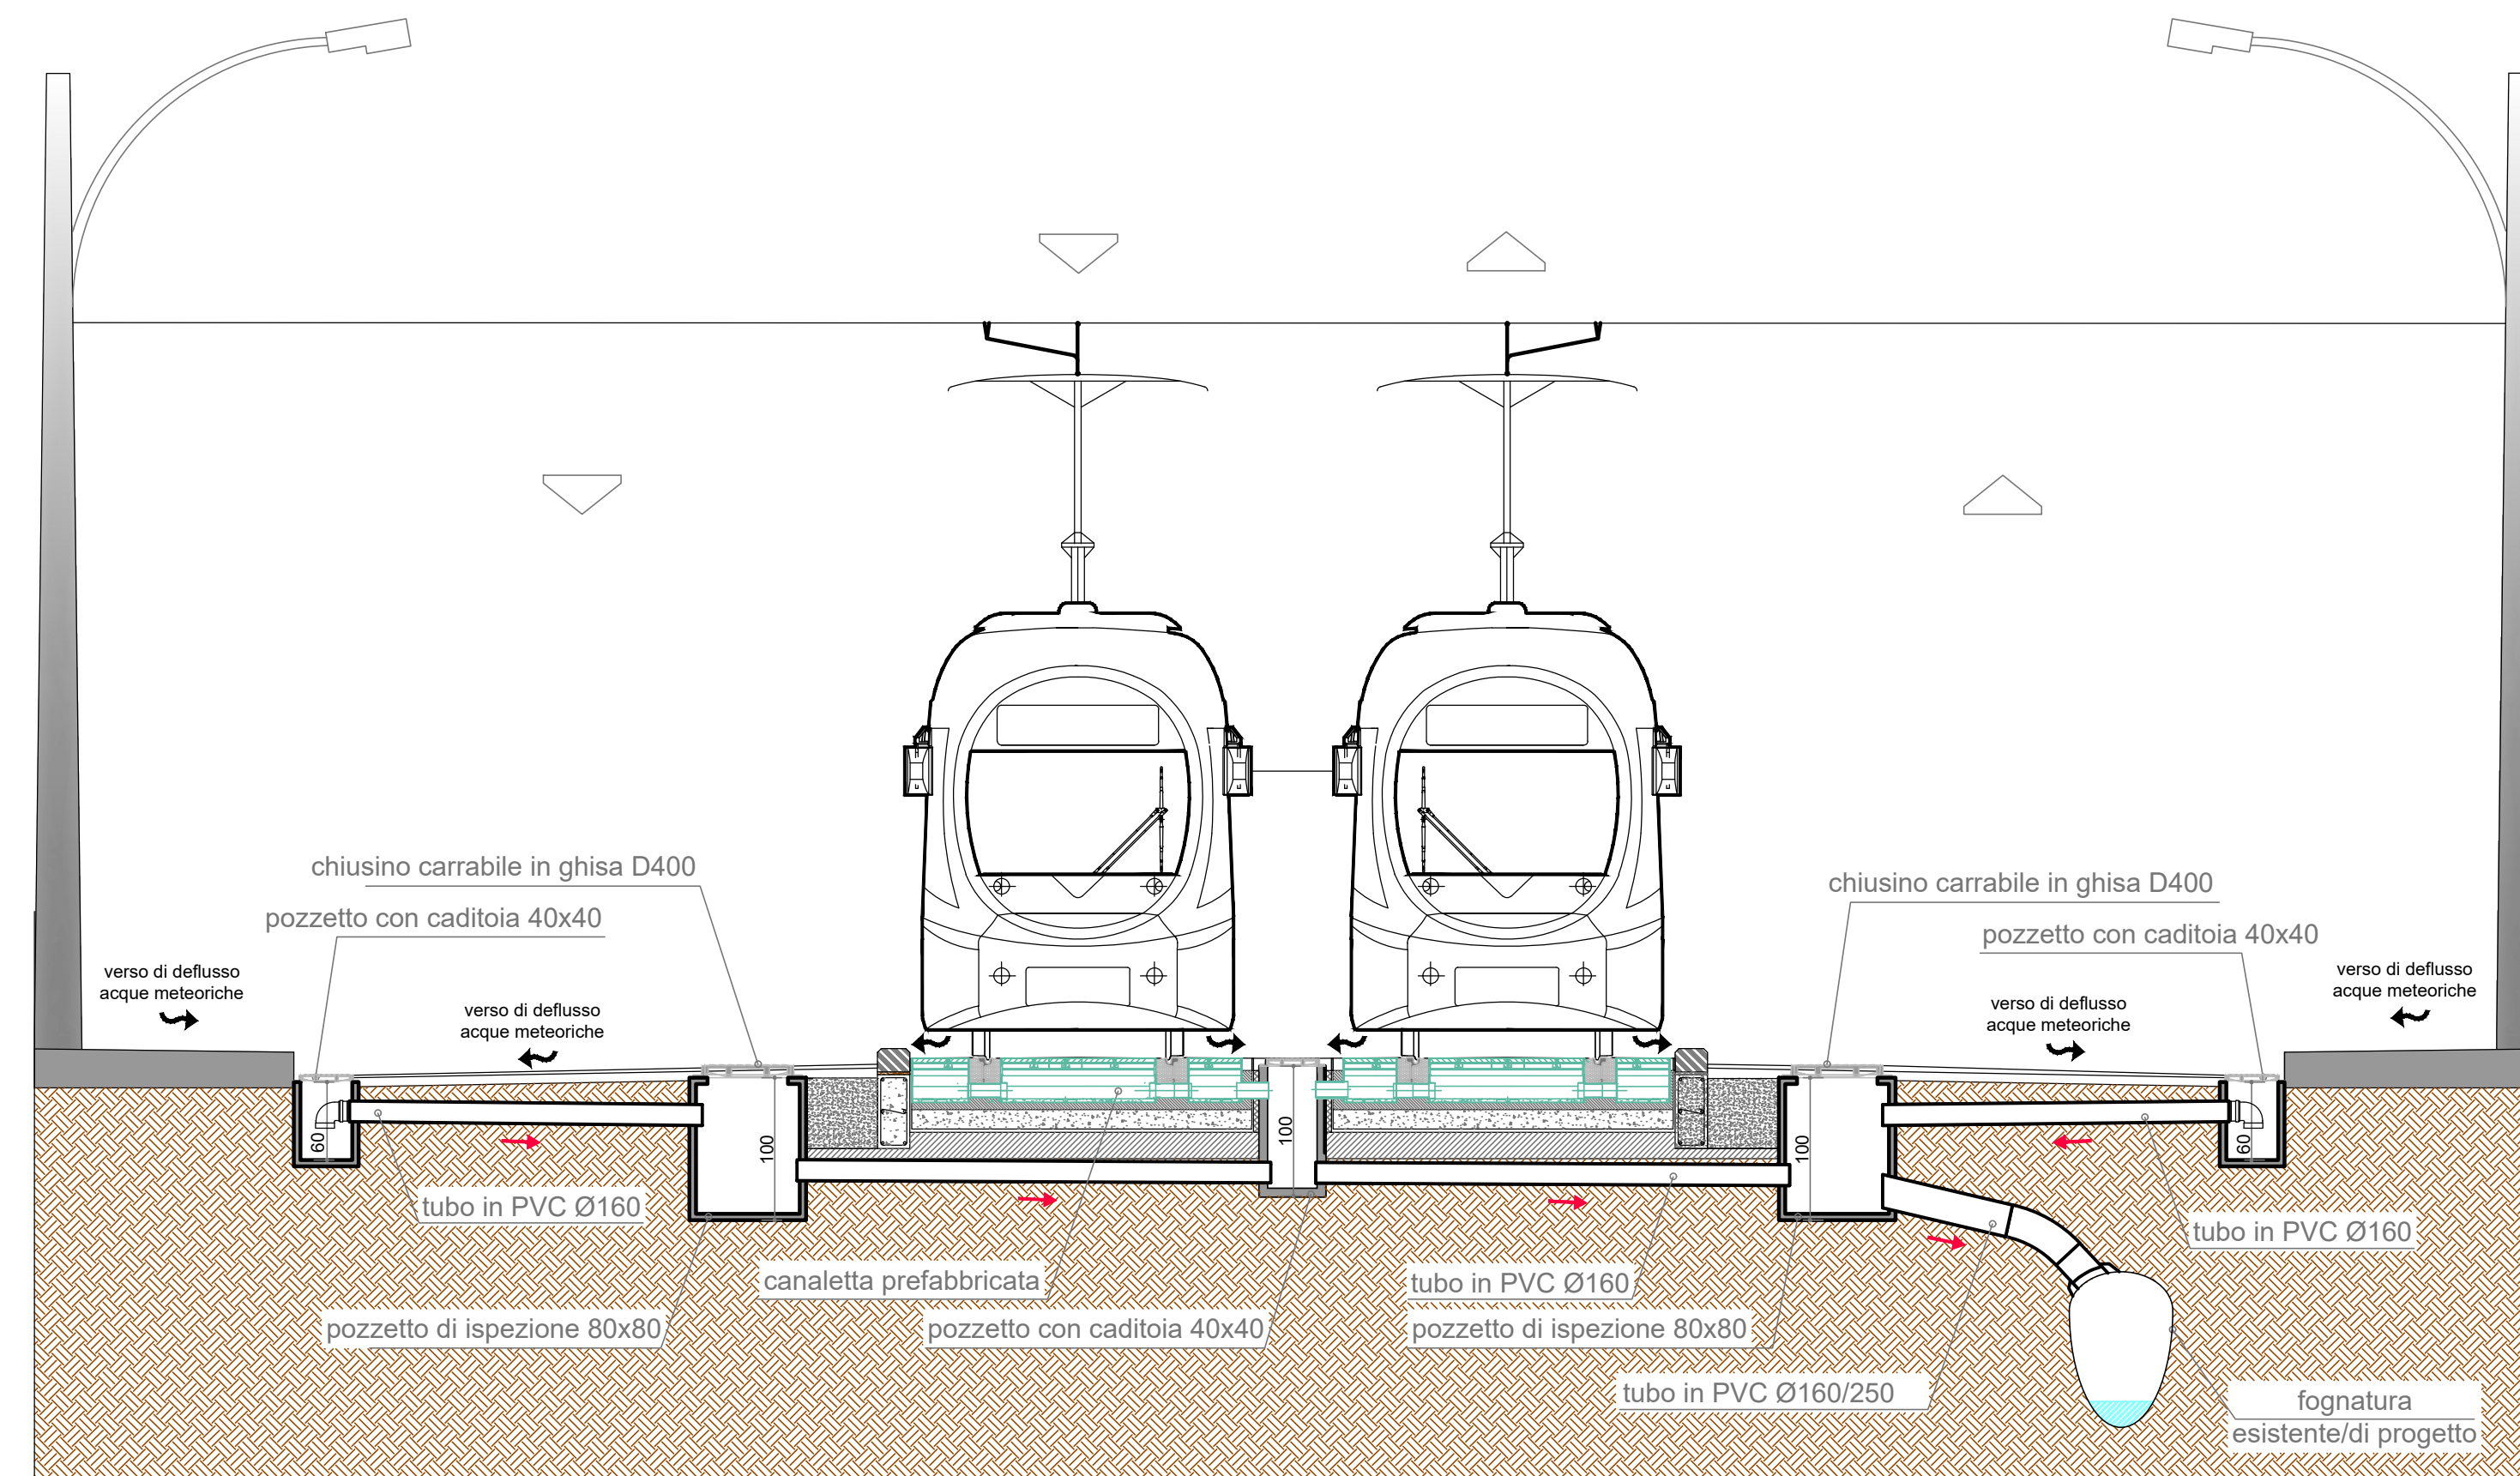 chiusino carrabile in ghisa D400
pozzetto con caditoia 40x40
verso di deflusso
acque meteoriche
verso di deflusso
acque meteoriche
chiusino carrabile in ghisa D400
pozzetto con caditoia 40x40
verso di deflusso
acque meteoriche
verso di deflusso
acque meteoriche
60
100
100
100
60
tubo in PVC Ø160
tubo in PVC Ø160
canaletta prefabbricata
tubo in PVC Ø160
pozzetto di ispezione 80x80
pozzetto con caditoia 40x40
pozzetto di ispezione 80x80
tubo in PVC Ø160/250
fognatura
esistente/di progetto